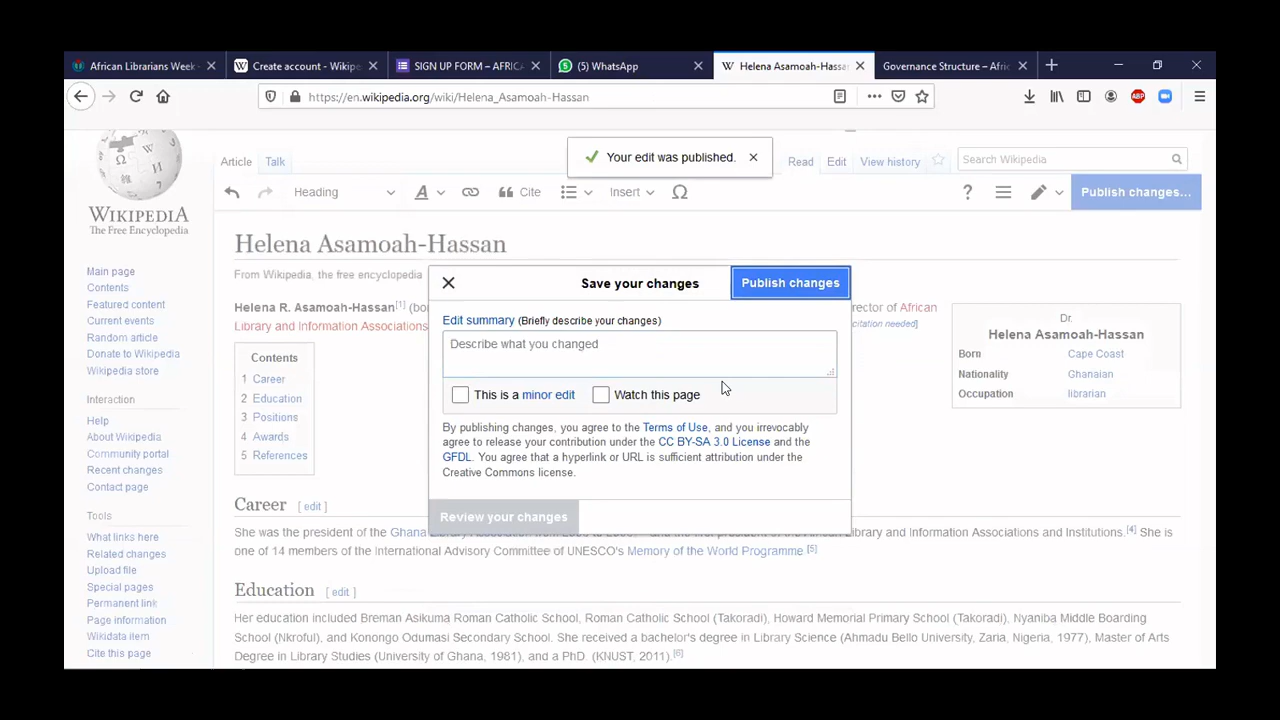 African Librarians Week -
Create account - Wikipe
SIGN UP FORM – AFRICA
(5) WhatsApp
Helena Asamoah-Hassan
Governance Structure – Afric
https://en.wikipedia.org/wiki/Helena_Asamoah-Hassan
ABP
Your edit was published.
Article Talk
Read Edit View history
Search Wikipedia
Heading
A
Cite
Insert
Ω
?
Publish changes...
WIKIPEDIA
The Free Encyclopedia
Main page
Contents
Featured content
Current events
Random article
Donate to Wikipedia
Wikipedia store
Interaction
Help
About Wikipedia
Community portal
Recent changes
Contact page
Tools
What links here
Related changes
Upload file
Special pages
Permanent link
Page information
Wikidata item
Cite this page
Helena Asamoah-Hassan
From Wikipedia, the free encyclopedia
Helena R. Asamoah-Hassan[1] (bor
rector of African
Library and Information Associations
citation needed]
Contents
1 Career
2 Education
3 Positions
4 Awards
5 References
Dr.
Helena Asamoah-Hassan
Born Cape Coast
Nationality Ghanaian
Occupation librarian
Save your changes
Publish changes
Edit summary (Briefly describe your changes)
Describe what you changed
This is a minor edit Watch this page
By publishing changes, you agree to the Terms of Use, and you irrevocably
agree to release your contribution under the CC BY-SA 3.0 License and the
GFDL. You agree that a hyperlink or URL is sufficient attribution under the
Creative Commons license.
Review your changes
Career [ edit ]
She was the president of the Ghana Library Association from and the first president of Library and Information Associations and Institutions.[4] She is
one of 14 members of the International Advisory Committee of UNESCO's Memory of the World Programme.[5]
Education [ edit ]
Her education included Breman Asikuma Roman Catholic School, Roman Catholic School (Takoradi), Howard Memorial Primary School (Takoradi), Nyaniba Middle Boarding
School (Nkroful), and Konongo Odumasi Secondary School. She received a bachelor's degree in Library Science (Ahmadu Bello University, Zaria, Nigeria, 1977), Master of Arts
Degree in Library Studies (University of Ghana, 1981), and a PhD. (KNUST, 2011).[6]